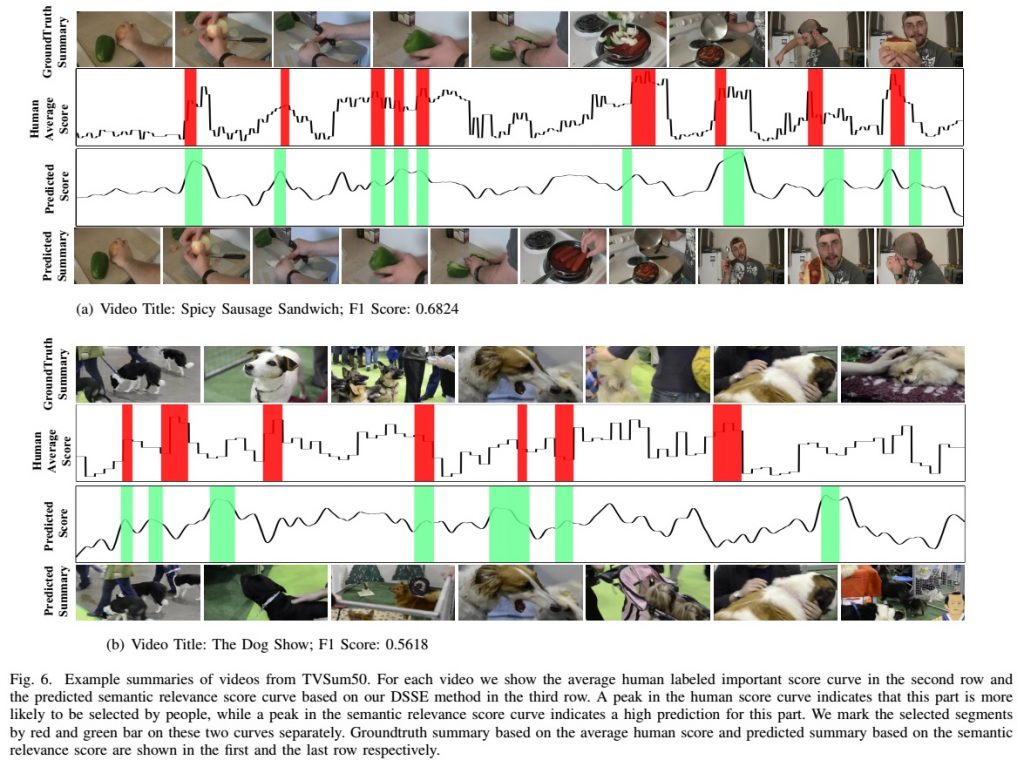 GroundTruth
Summary
Human
Average
Score
Predicted
Score
Predicted
Summary
(a) Video Title: Spicy Sausage Sandwich; F1 Score: 0.6824
GroundTruth
Summary
Human
Average
Score
Predicted
Score
Predicted
Summary
(b) Video Title: The Dog Show; F1 Score: 0.5618
Fig. 6. Example summaries of videos from TVSum50. For each video we show the average human labeled important score curve in the second row and
the predicted semantic relevance score curve based on our DSSE method in the third row. A peak in the human score curve indicates that this part is more
likely to be selected by people, while a peak in the semantic relevance score curve indicates a high prediction for this part. We mark the selected segments
by red and green bar on these two curves separately. Groundtruth summary based on the average human score and predicted summary based on the semantic
relevance score are shown in the first and the last row respectively.